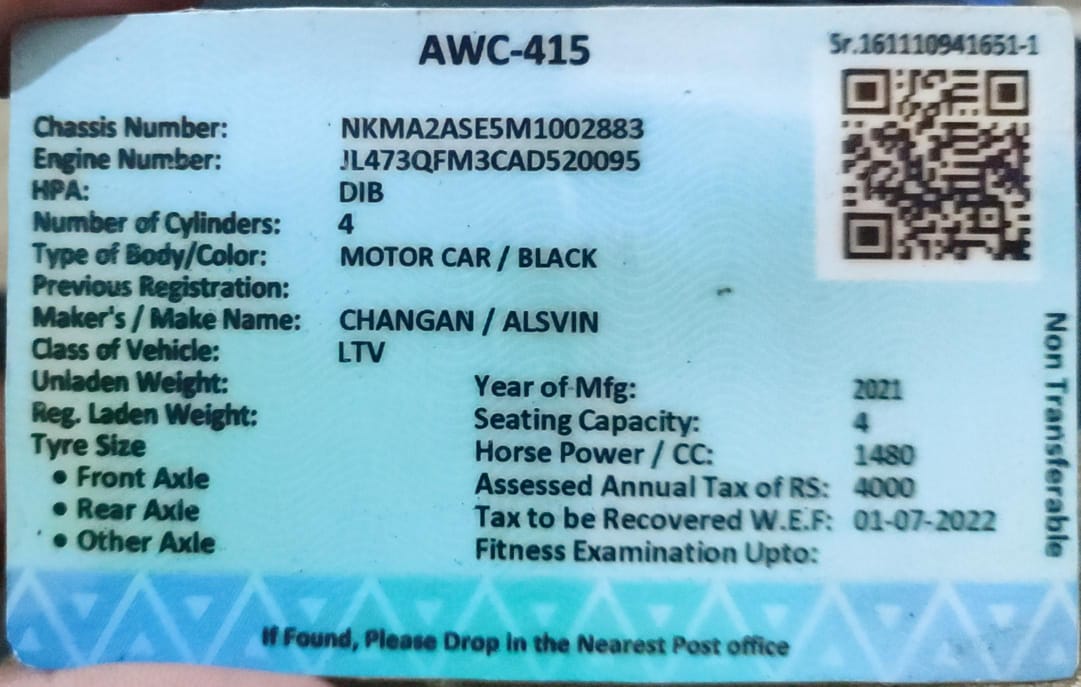 AWC-415
Sr.161110941651-1
Chassis Number: NKMA2ASE5M1002883
Engine Number: JL473QFM3CAD520095
HPA: DIB
Number of Cylinders: 4
Type of Body/Color: MOTOR CAR / BLACK
Previous Registration:
Maker's / Make Name: CHANGAN / ALSVIN
Class of Vehicle: LTV
Unladen Weight:
Reg. Laden Weight:
Tyre Size
• Front Axle
• Rear Axle
• Other Axle
Year of Mfg: 2021
Seating Capacity: 4
Horse Power / CC: 1480
Assessed Annual Tax of RS: 4000
Tax to be Recovered W.E.F: 01-07-2022
Fitness Examination Upto:
Non Transferable
If Found, Please Drop in the Nearest Post office